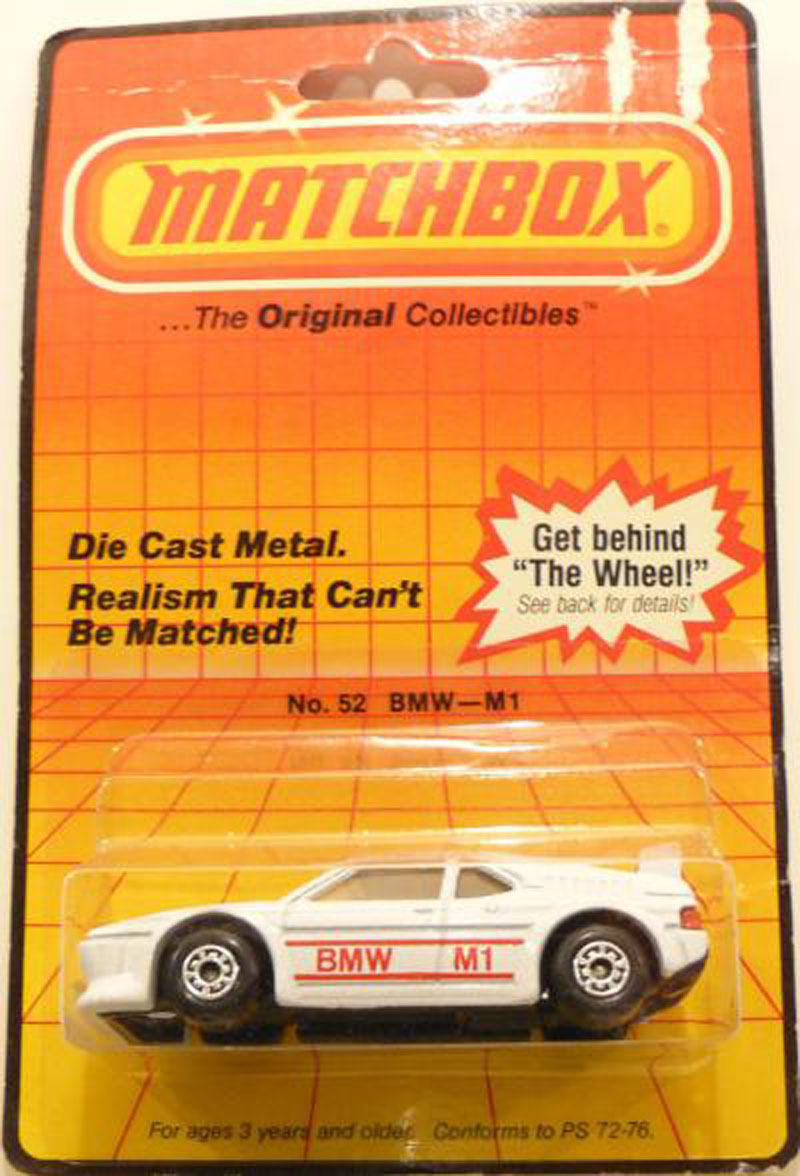 MATCHBOX®
...The Original Collectibles™
Get behind
“The Wheel!”
See back for details!
Die Cast Metal.
Realism That Can't
Be Matched!
No. 52 BMW—M1
BMW M1
For ages 3 years and older. Conforms to PS 72-76.